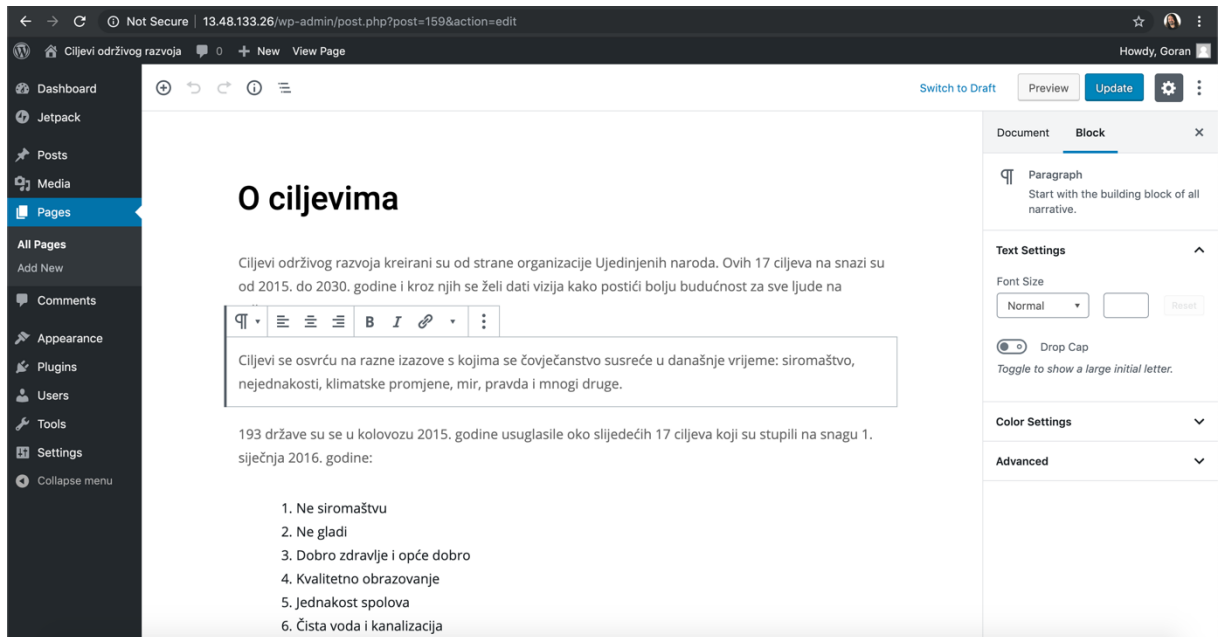 Not Secure 13.48.133.26/wp-admin/post.php?post=159&action=edit
Ciljevi održivog razvoja 0 New View Page Howdy, Goran
Dashboard
Jetpack
Posts
Media
Pages
All Pages
Add New
Comments
Appearance
Plugins
Users
Tools
Settings
Collapse menu
Switch to Draft Preview Update
O ciljevima
Ciljevi održivog razvoja kreirani su od strane organizacije Ujedinjenih naroda. Ovih 17 ciljeva na snazi su
od 2015. do 2030. godine i kroz njih se želi dati vizija kako postići bolju budućnost za sve ljude na
B I
Ciljevi se osvrću na razne izazove s kojima se čovječanstvo susreće u današnje vrijeme: siromaštvo,
nejednakosti, klimatske promjene, mir, pravda i mnogi druge.
193 države su se u kolovozu 2015. godine usuglasile oko slijedećih 17 ciljeva koji su stupili na snagu 1.
siječnja 2016. godine:
1. Ne siromaštvu
2. Ne gladi
3. Dobro zdravlje i opće dobro
4. Kvalitetno obrazovanje
5. Jednakost spolova
6. Čista voda i kanalizacija
Document Block
Paragraph
Start with the building block of all
narrative.
Text Settings
Font Size
Normal Reset
Drop Cap
Toggle to show a large initial letter.
Color Settings
Advanced